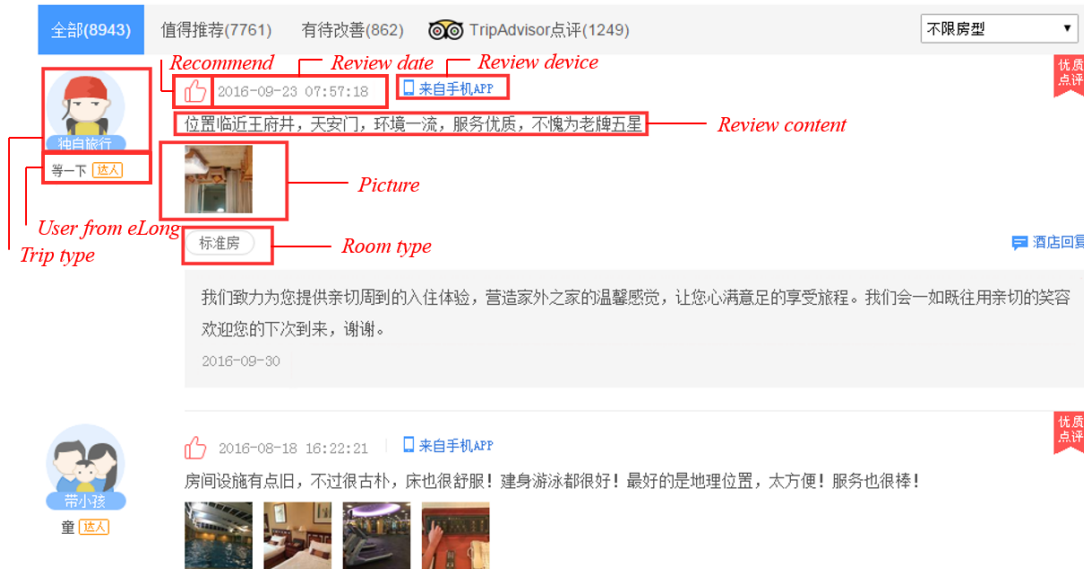 全部(8943) 值得推荐(7761) 有待改善(862) TripAdvisor点评(1249) 不限房型
Recommend Review date Review device
优质
点评
2016-09-23 07:57:18 来自手机APP
位置临近王府井，天安门，环境一流，服务优质，不愧为老牌五星 Review content
独自旅行
等一下 达人
Picture
User from eLong
Trip type
标准房 Room type 酒店回复
我们致力为您提供亲切周到的入住体验，营造家外之家的温馨感觉，让您心满意足的享受旅程。我们会一如既往用亲切的笑容
欢迎您的下次到来，谢谢。
2016-09-30
优质
点评
2016-08-18 16:22:21 来自手机APP
房间设施有点旧，不过很古朴，床也很舒服！建身游泳都很好！最好的是地理位置，太方便！服务也很棒！
带小孩
童 达人